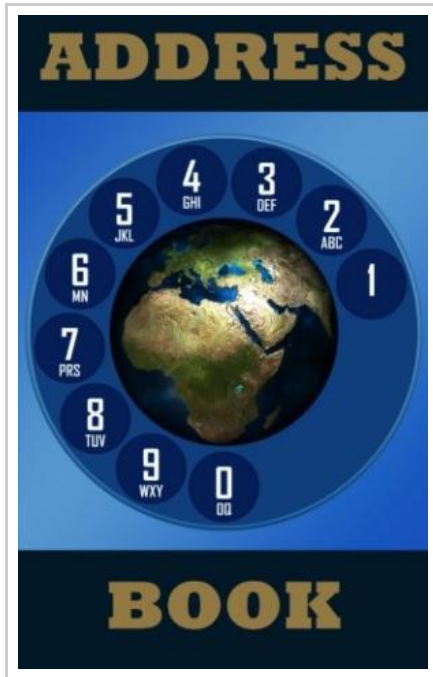 ADDRESS
4
GHI
3
DEF
5
JKL
2
ABC
6
MN
1
7
PRS
8
TUV
9
WXY
0
OQ
BOOK